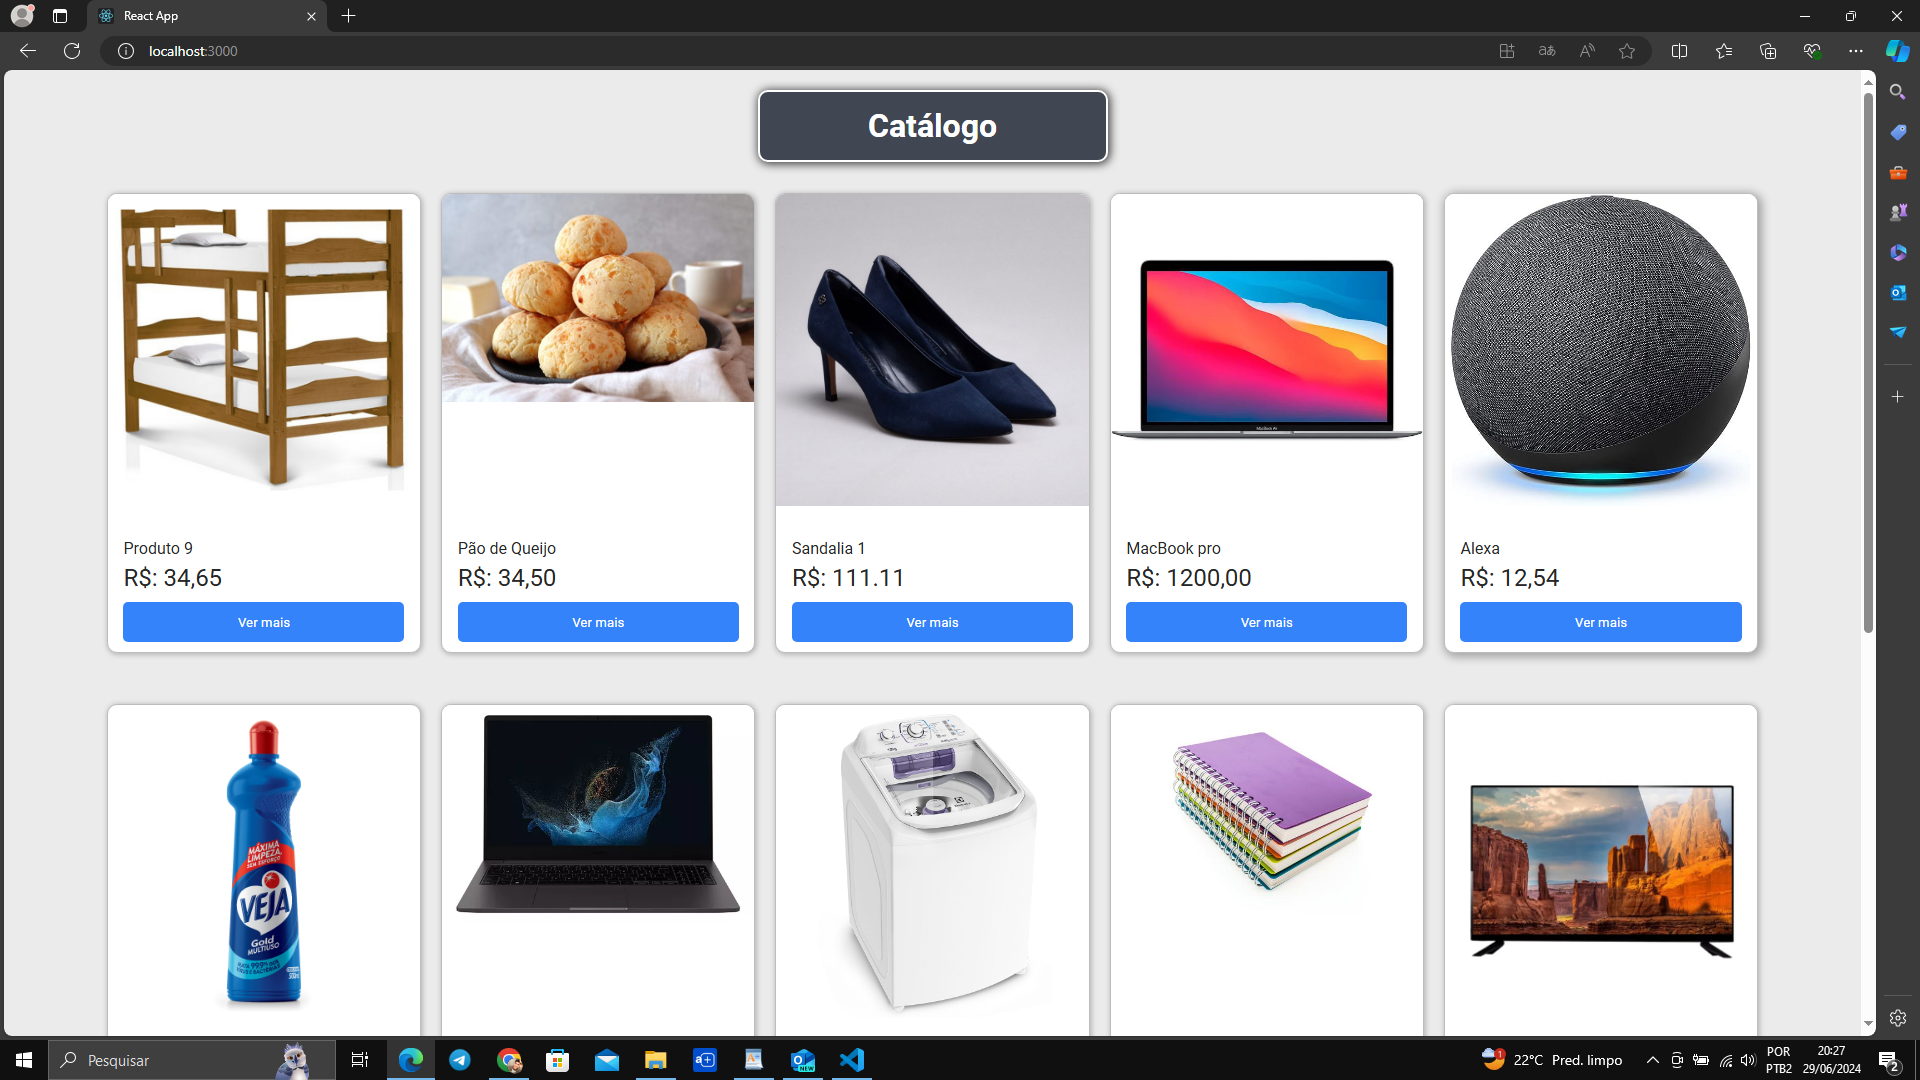 React App
localhost:3000
Catálogo
Produto 9
R$: 34,65
Ver mais
Pão de Queijo
R$: 34,50
Ver mais
Sandalia 1
R$: 111.11
Ver mais
MacBook pro
R$: 1200,00
Ver mais
Alexa
R$: 12,54
Ver mais
MÁXIMA
LIMPEZA,
SEM ESFORÇO
VEJA
Gold
MULTIUSO
Pesquisar
22°C Pred. limpo
POR
PTB2
20:27
29/06/2024
2